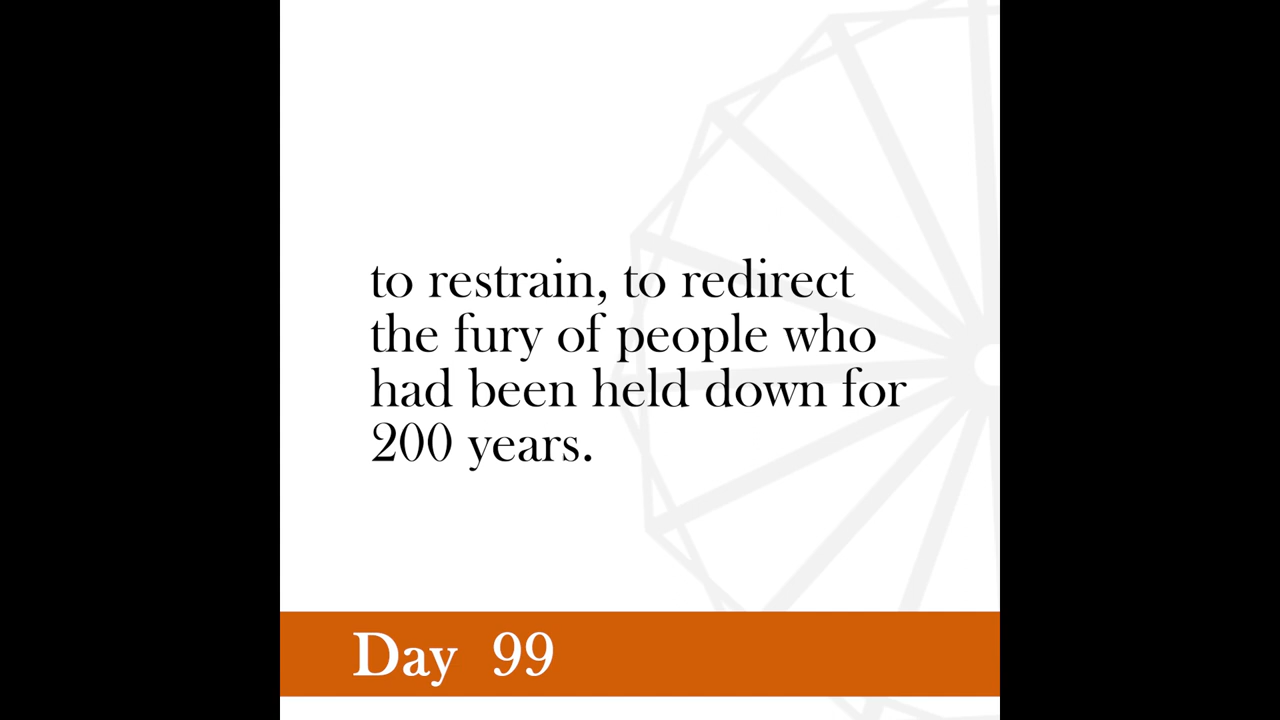 to restrain, to redirect
the fury of people who
had been held down for
200 years.
Day 99